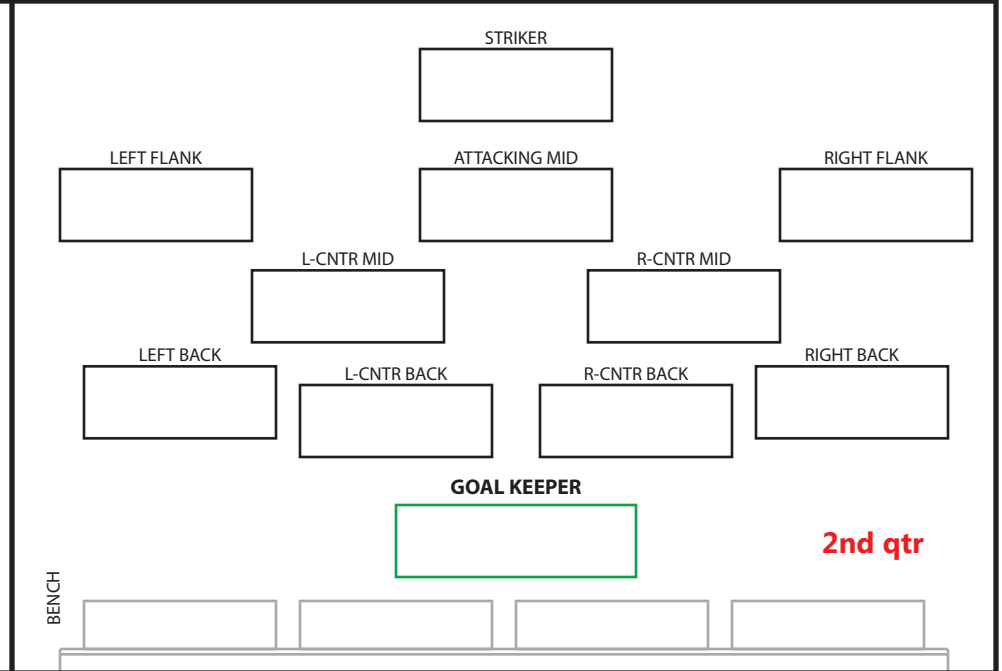 STRIKER
LEFT FLANK
ATTACKING MID
RIGHT FLANK
L-CNTR MID
R-CNTR MID
LEFT BACK
L-CNTR BACK
R-CNTR BACK
RIGHT BACK
GOAL KEEPER
2nd qtr
BENCH